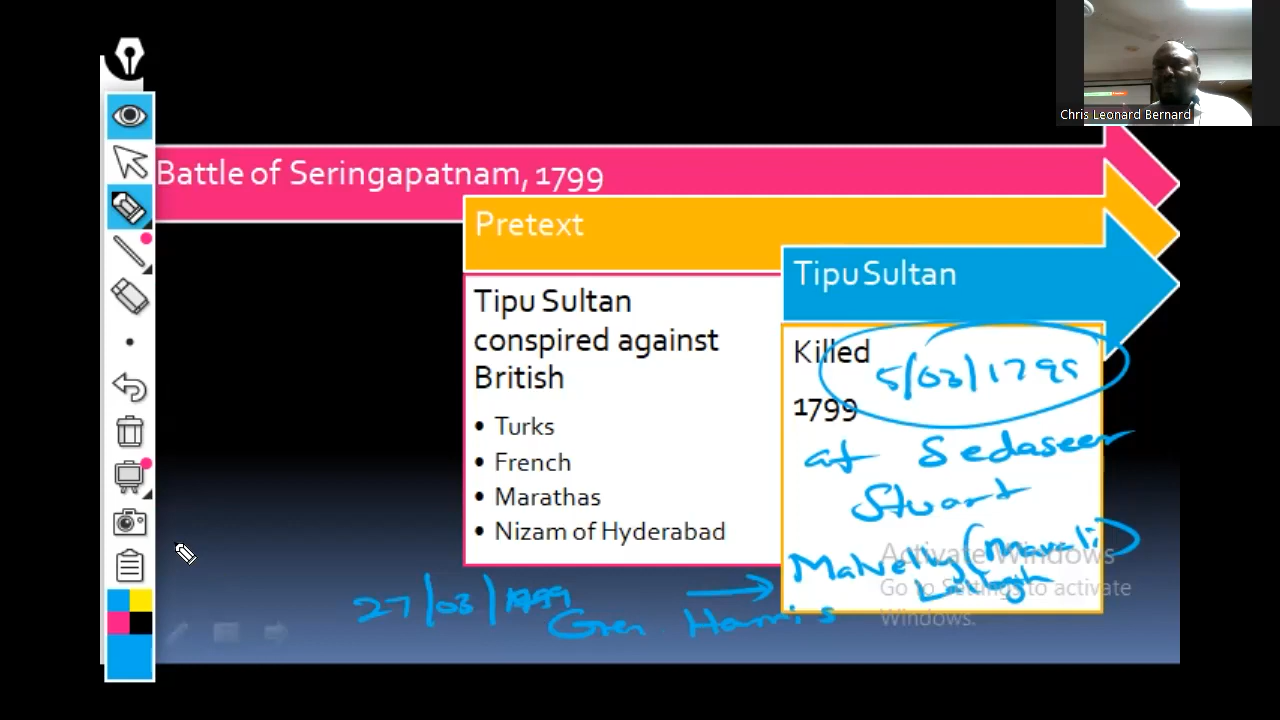 Chris Leonard Bernard
Battle of Seringapatnam, 1799
Pretext
Tipu Sultan
conspired against
British
• Turks
• French
• Marathas
• Nizam of Hyderabad
Tipu Sultan
Killed
1799
5/03/1799
at Sedaseer
Stuart
Malvelly (Mavali
27/03/1799
Gen. Harris
Activate Windows
Go to Settings to activate
Windows.